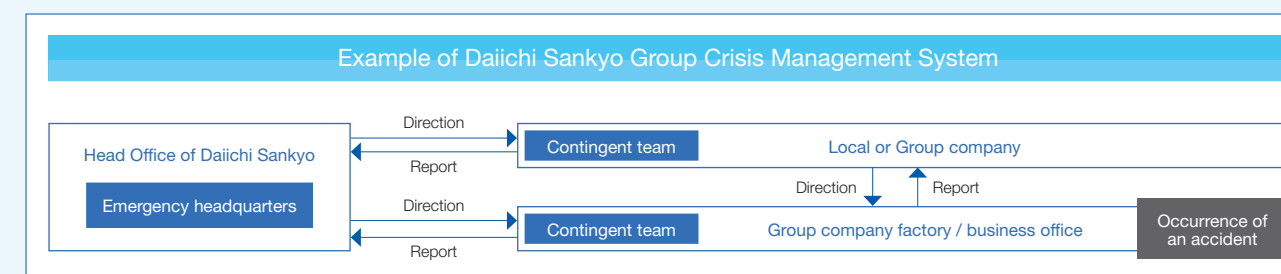 Example of Daiichi Sankyo Group Crisis Management System
Head Office of Daiichi Sankyo
Emergency headquarters
Direction
Report
Contingent team
Local or Group company
Direction
Report
Direction
Report
Contingent team
Group company factory / business office
Occurrence of
an accident